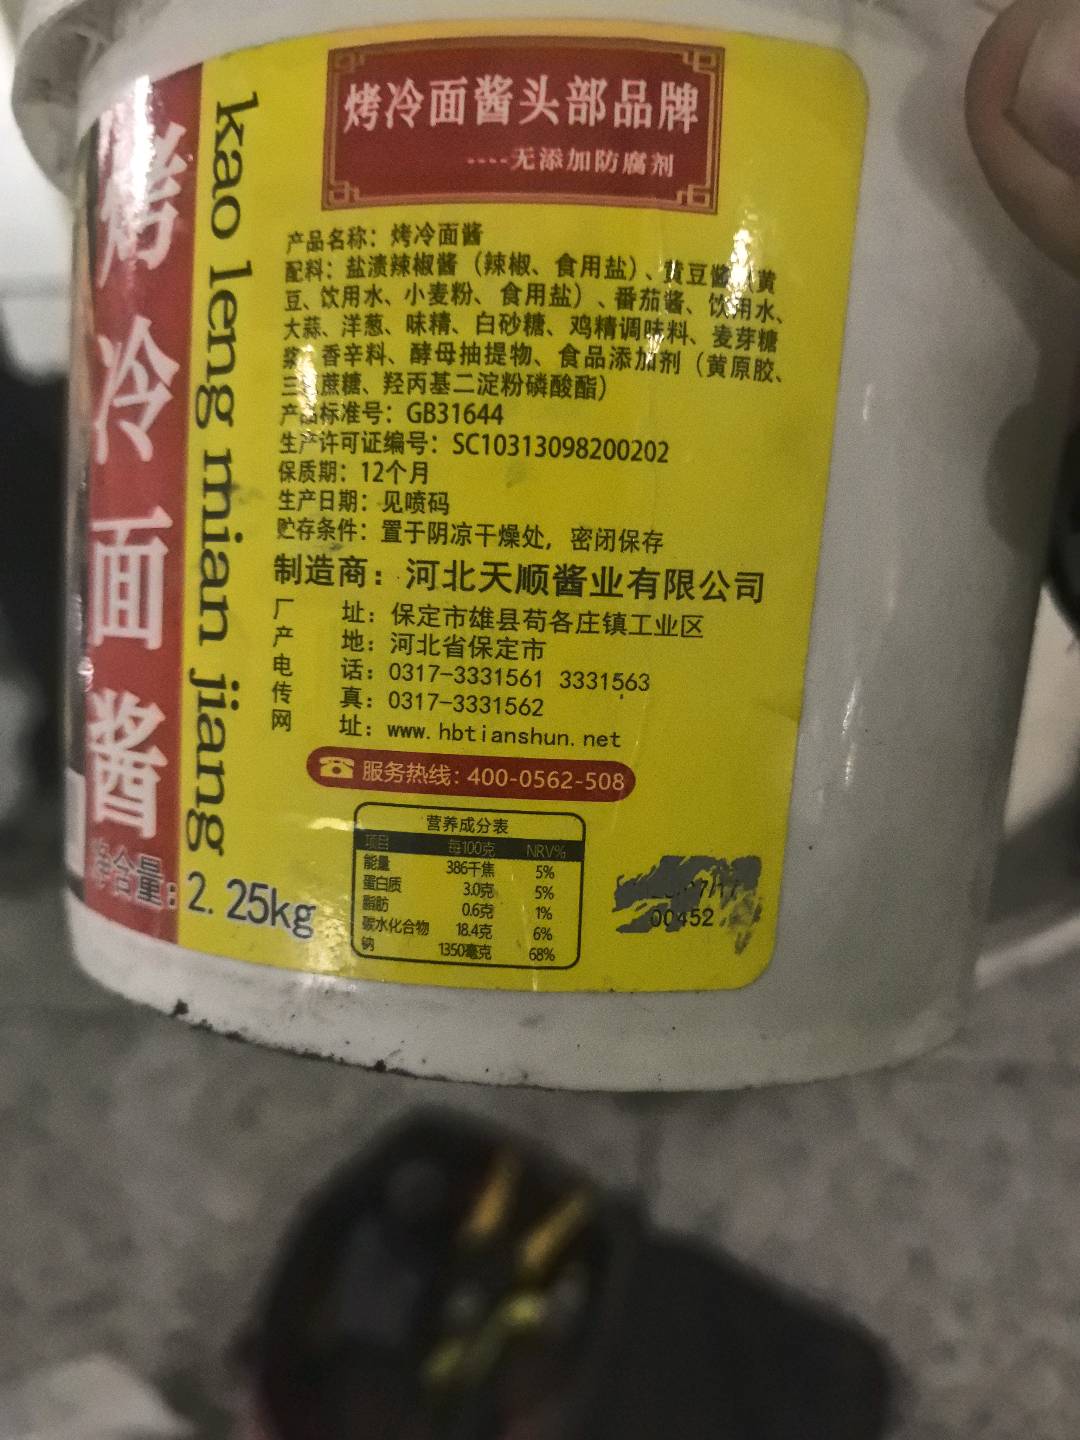 烤冷面酱
kao leng mian jiang
净含量：2.25kg
烤冷面酱头部品牌
----无添加防腐剂
产品名称：烤冷面酱
配料：盐渍辣椒酱（辣椒、食用盐）、黄豆酱（黄
豆、饮用水、小麦粉、食用盐）、番茄酱、饮用水、
大蒜、洋葱、味精、白砂糖、鸡精调味料、麦芽糖
浆、香辛料、酵母抽提物、食品添加剂（黄原胶、
三氯蔗糖、羟丙基二淀粉磷酸酯）
产品标准号：GB31644
生产许可证编号：SC10313098200202
保质期：12个月
生产日期：见喷码
贮存条件：置于阴凉干燥处，密闭保存
制造商：河北天顺酱业有限公司
厂 址：保定市雄县苟各庄镇工业区
产 地：河北省保定市
电 话：0317-3331561 3331563
传 真：0317-3331562
网 址：www.hbtianshun.net
服务热线：400-0562-508
营养成分表
项目 每100克 NRV%
能量 386千焦 5%
蛋白质 3.0克 5%
脂肪 0.6克 1%
碳水化合物 18.4克 6%
钠 1350毫克 68%
00452